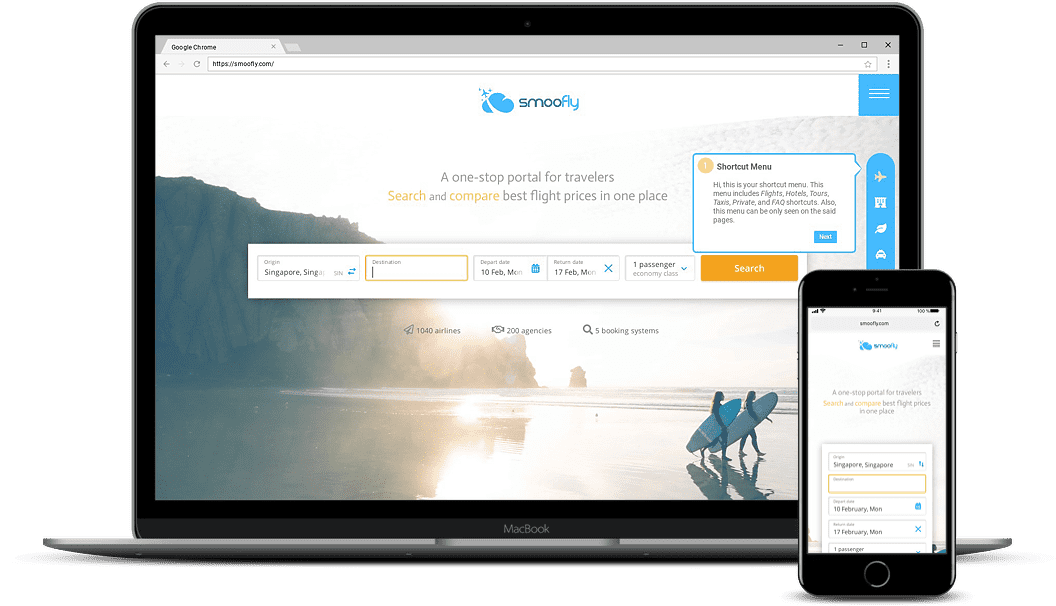 Google Chrome
https://smoofly.com/
smoofly
A one-stop portal for travelers
Search and compare best flight prices in one place
1 Shortcut Menu
Hi, this is your shortcut menu. This
menu includes Flights, Hotels, Tours,
Taxis, Private, and FAQ shortcuts. Also,
this menu can be only seen on the said
pages.
Next
Origin
Singapore, Singa SIN
Destination
Depart date
10 Feb, Mon
Return date
17 Feb, Mon
1 passenger
economy class
Search
1040 airlines
200 agencies
5 booking systems
MacBook
9:41
100 %
smoofly.com
smoofly
A one-stop portal for travelers
Search and compare best flight prices
in one place
Origin
Singapore, Singapore SIN
Destination
Depart date
10 February, Mon
Return date
17 February, Mon
1 passenger